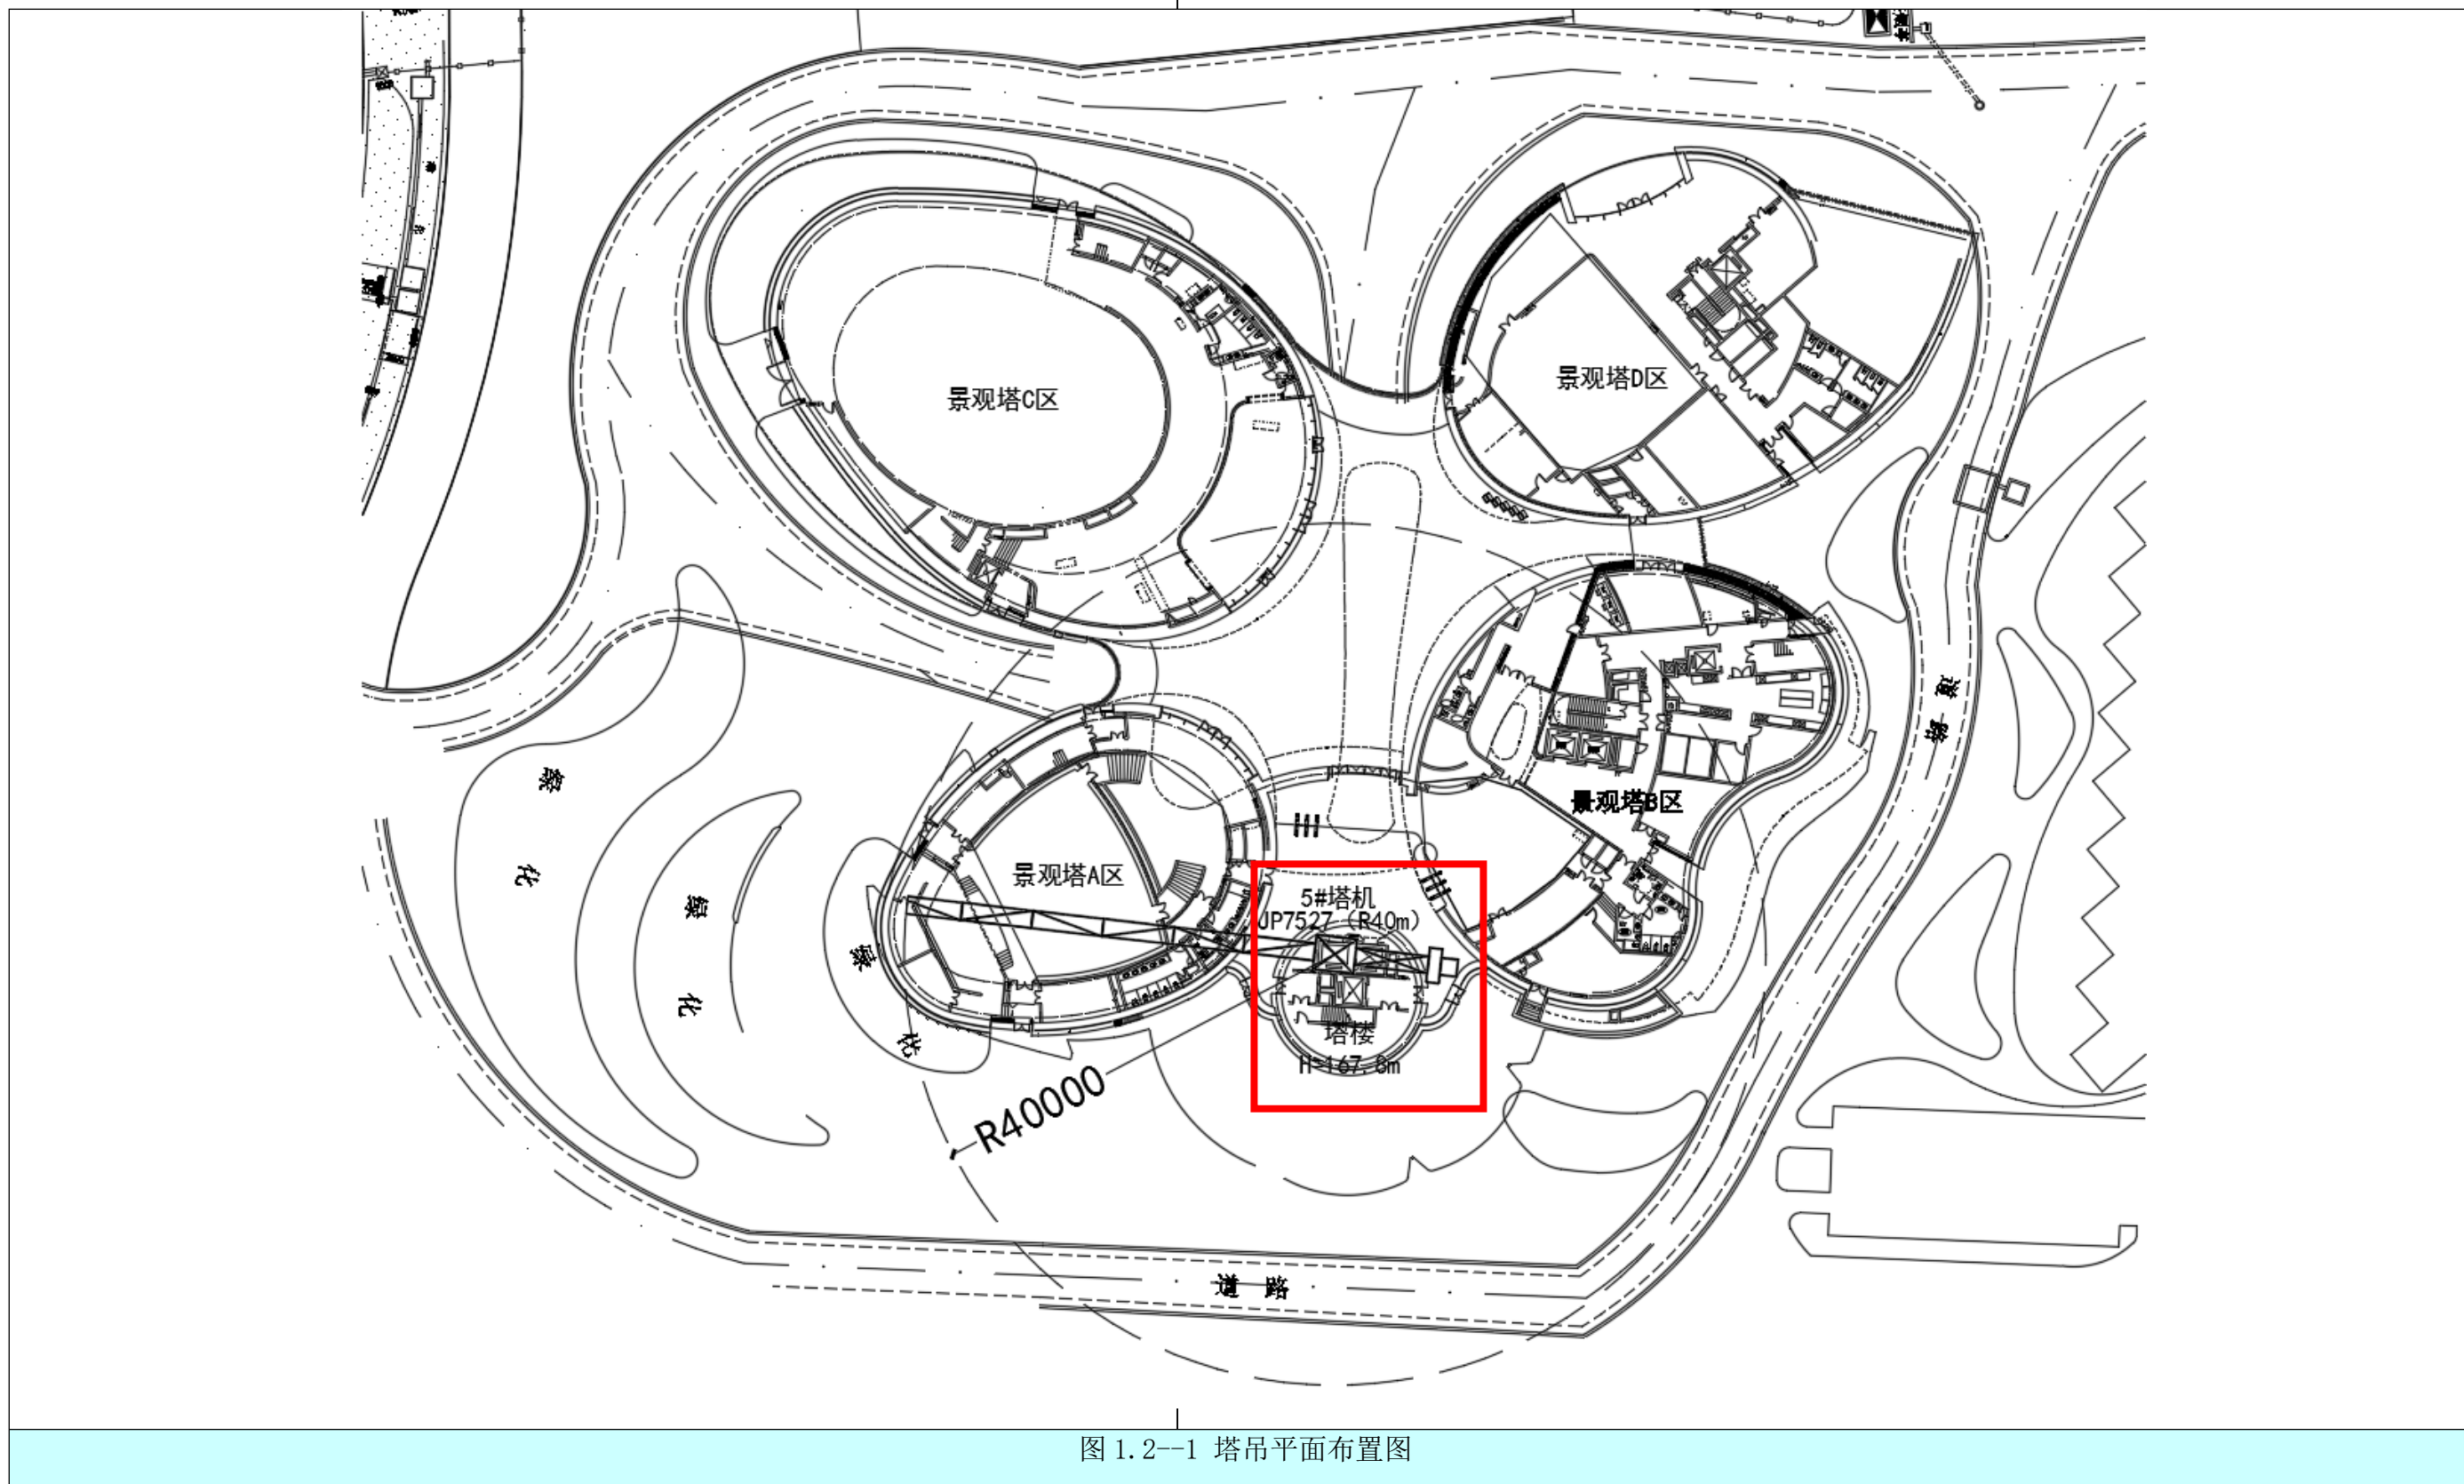 景观塔C区
景观塔D区
道路
绿化
景观塔B区
景观塔A区
绿化
绿化
5#塔机
JP7527（R40m）
塔楼
H=167.8m
R40000
道 路
图1.2--1 塔吊平面布置图